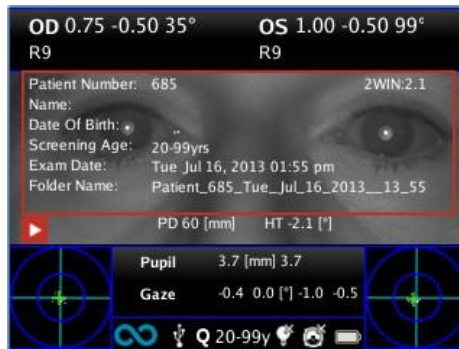 OD 0.75 -0.50 35° OS 1.00 -0.50 99°
R9 R9
Patient Number: 685 2WIN:2.1
Name:
Date Of Birth:
Screening Age: 20-99yrs
Exam Date: Tue Jul 16, 2013 01:55 pm
Folder Name: Patient_685_Tue_Jul_16_2013__13_55
PD 60 [mm] HT -2.1 [°]
Pupil 3.7 [mm] 3.7
Gaze -0.4 0.0 [°] -1.0 -0.5
Q 20-99y